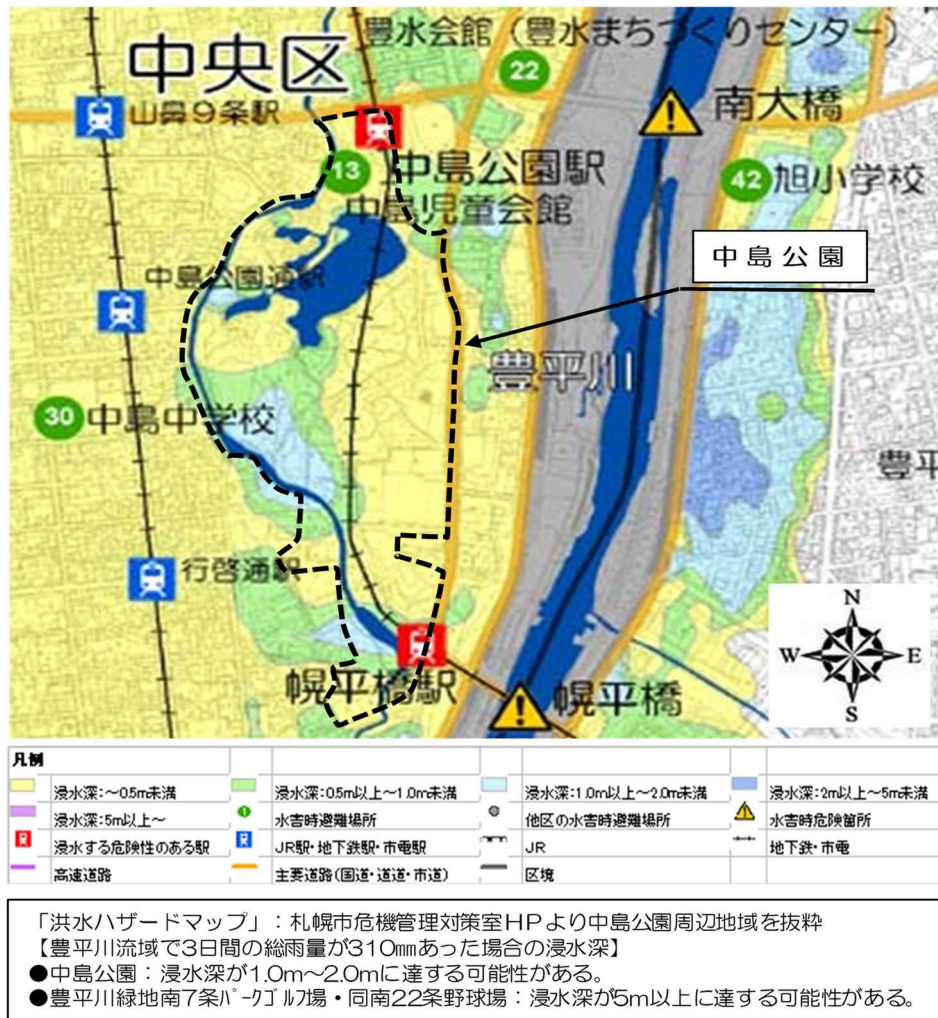 豊水会館（豊水まちづくりセンター）
中央区
22
山鼻９条駅
南大橋
13
中島公園駅
42 旭小学校
中島児童会館
中島公園
中島公園通駅
豊平川
30 中島中学校
豊平
行啓通駅
N
W E
S
幌平橋駅
幌平橋
凡例
浸水深：～0.5m未満 浸水深：0.5m以上～1.0m未満 浸水深：1.0m以上～2.0m未満 浸水深：2m以上～5m未満
浸水深：5m以上～ 水害時避難場所 他区の水害時避難場所 水害時危険箇所
浸水する危険性のある駅 JR駅・地下鉄駅・市電駅 JR 地下鉄・市電
高速道路 主要道路（国道・道道・市道） 区境
「洪水ハザードマップ」：札幌市危機管理対策室ＨＰより中島公園周辺地域を抜粋
【豊平川流域で3日間の総雨量が310㎜あった場合の浸水深】
●中島公園：浸水深が1.0m～2.0mに達する可能性がある。
●豊平川緑地南7条ﾊﾟｰｸｺﾞﾙﾌ場・同南22条野球場：浸水深が5m以上に達する可能性がある。